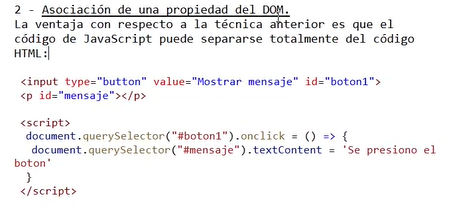 2 - Asociación de una propiedad del DOM.
La ventaja con respecto a la técnica anterior es que el
código de JavaScript puede separarse totalmente del código
HTML:
<input type="button" value="Mostrar mensaje" id="boton1">
<p id="mensaje"></p>
<script>
document.querySelector("#boton1").onclick = () => {
document.querySelector("#mensaje").textContent = 'Se presiono el
boton'
}
</script>